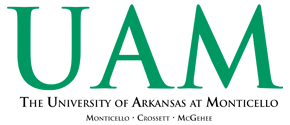 UAM
The University of Arkansas at Monticello
Monticello · Crossett · McGehee